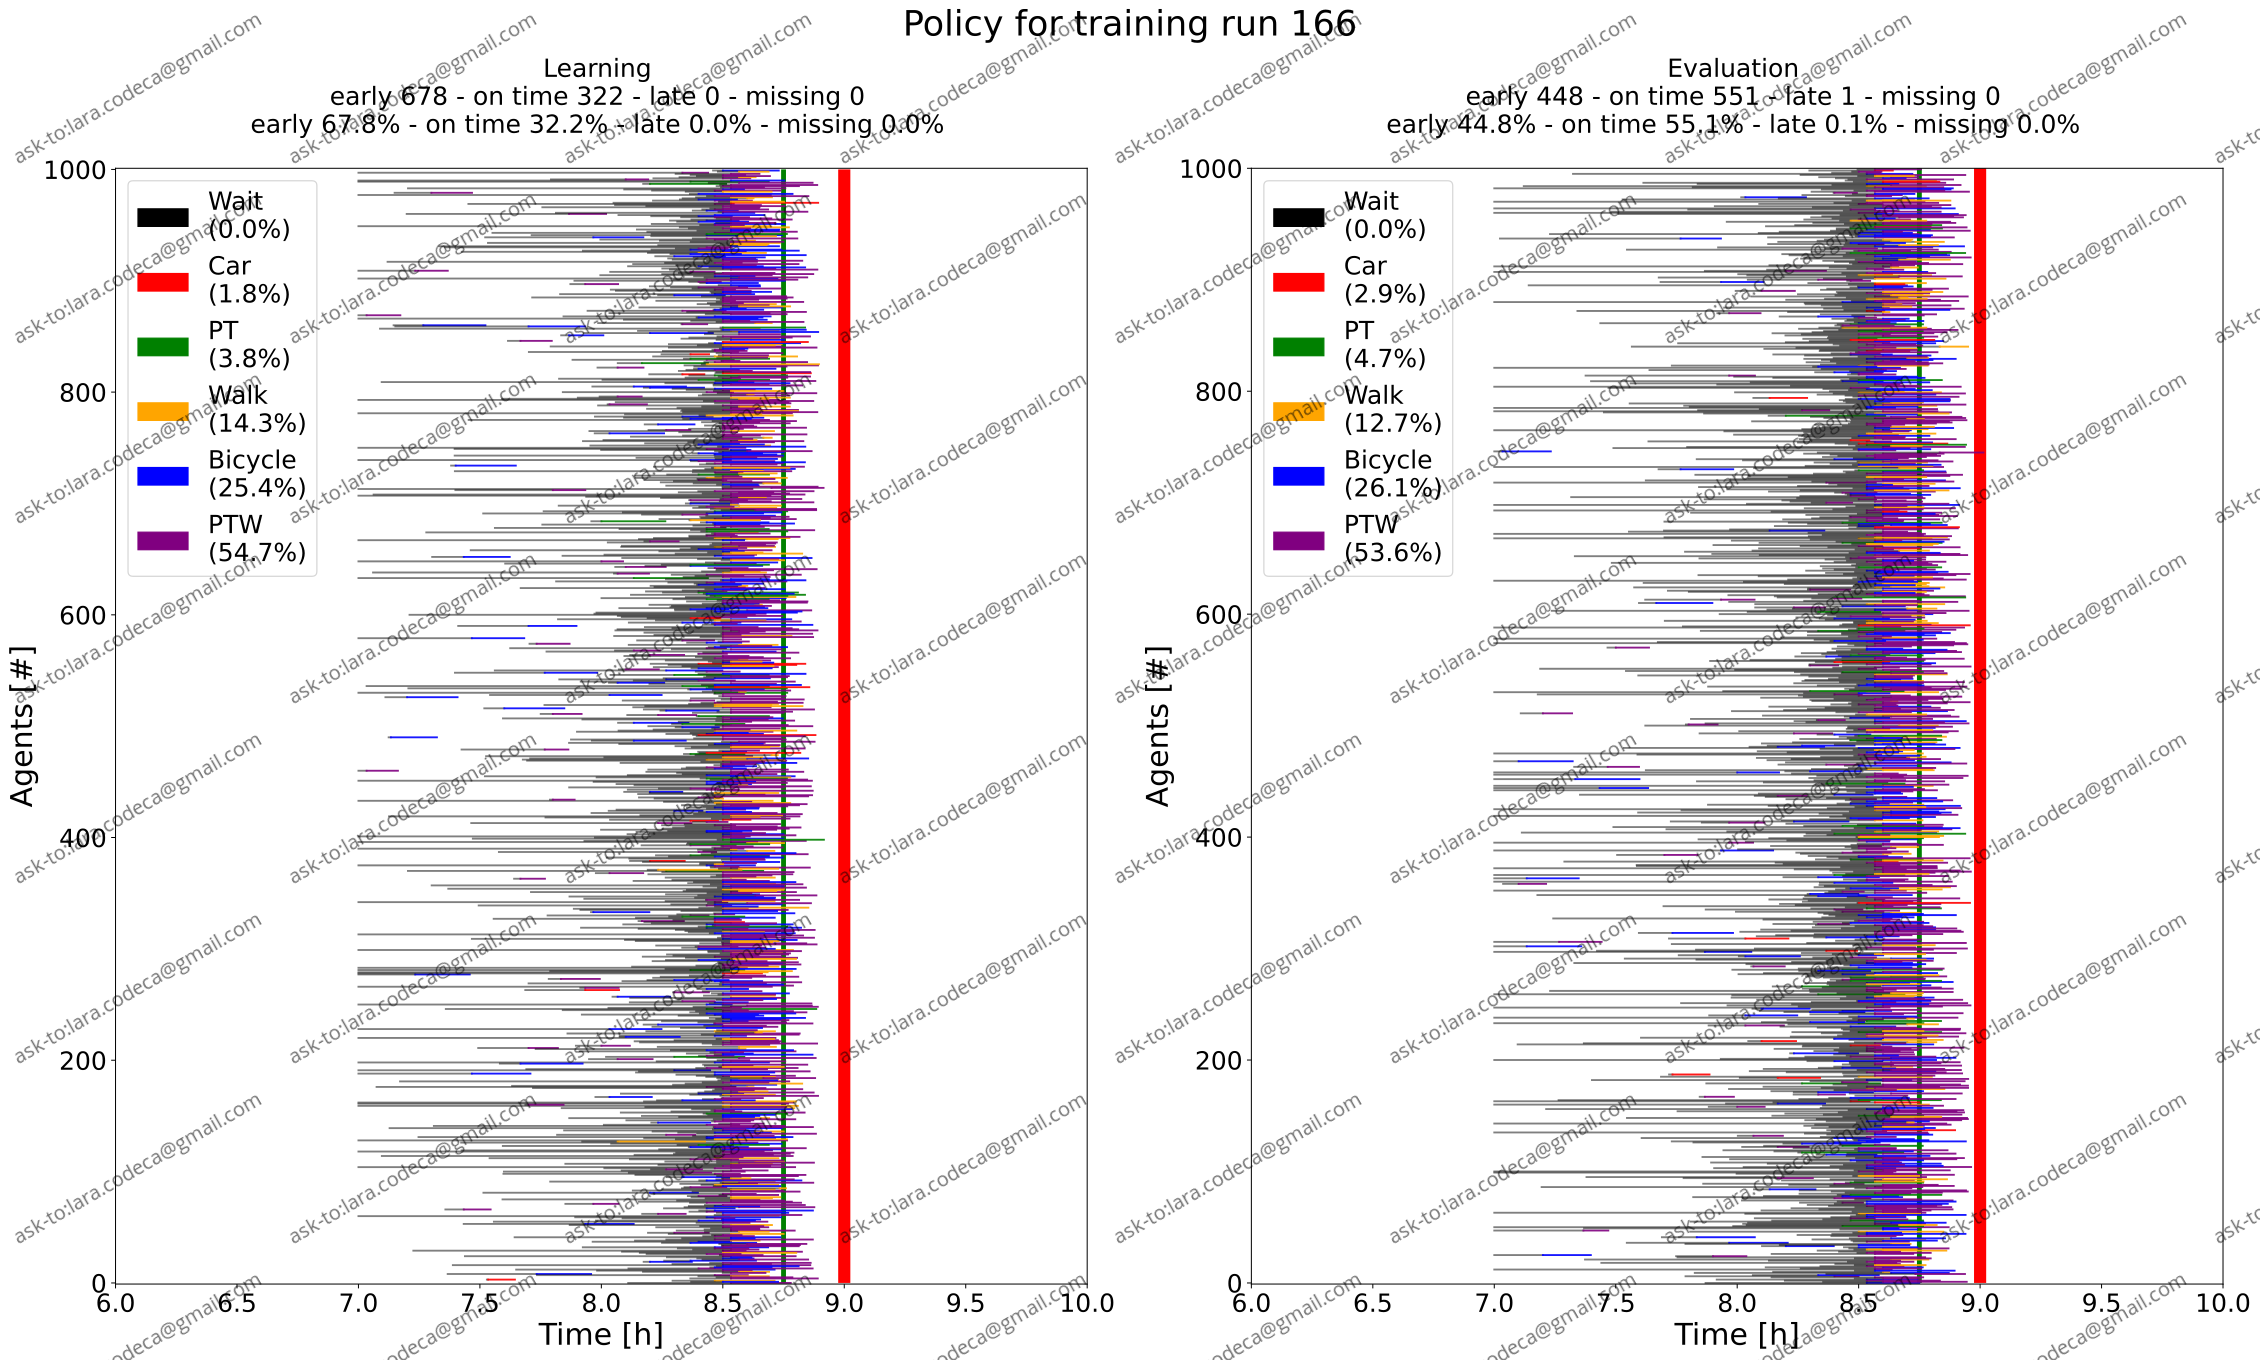 Policy for training run 166
Learning
early 678 - on time 322 - late 0 - missing 0
early 67.8% - on time 32.2% - late 0.0% - missing 0.0%
Evaluation
early 448 - on time 551 - late 1 - missing 0
early 44.8% - on time 55.1% - late 0.1% - missing 0.0%
Wait
(0.0%)
Car
(1.8%)
PT
(3.8%)
Walk
(14.3%)
Bicycle
(25.4%)
PTW
(54.7%)
Agents [#]
1000
800
600
400
200
0
6.0 6.5 7.0 7.5 8.0 8.5 9.0 9.5 10.0
Time [h]
Wait
(0.0%)
Car
(2.9%)
PT
(4.7%)
Walk
(12.7%)
Bicycle
(26.1%)
PTW
(53.6%)
Agents [#]
1000
800
600
400
200
0
6.0 6.5 7.0 7.5 8.0 8.5 9.0 9.5 10.0
Time [h]
ask-to:lara.codeca@gmail.com